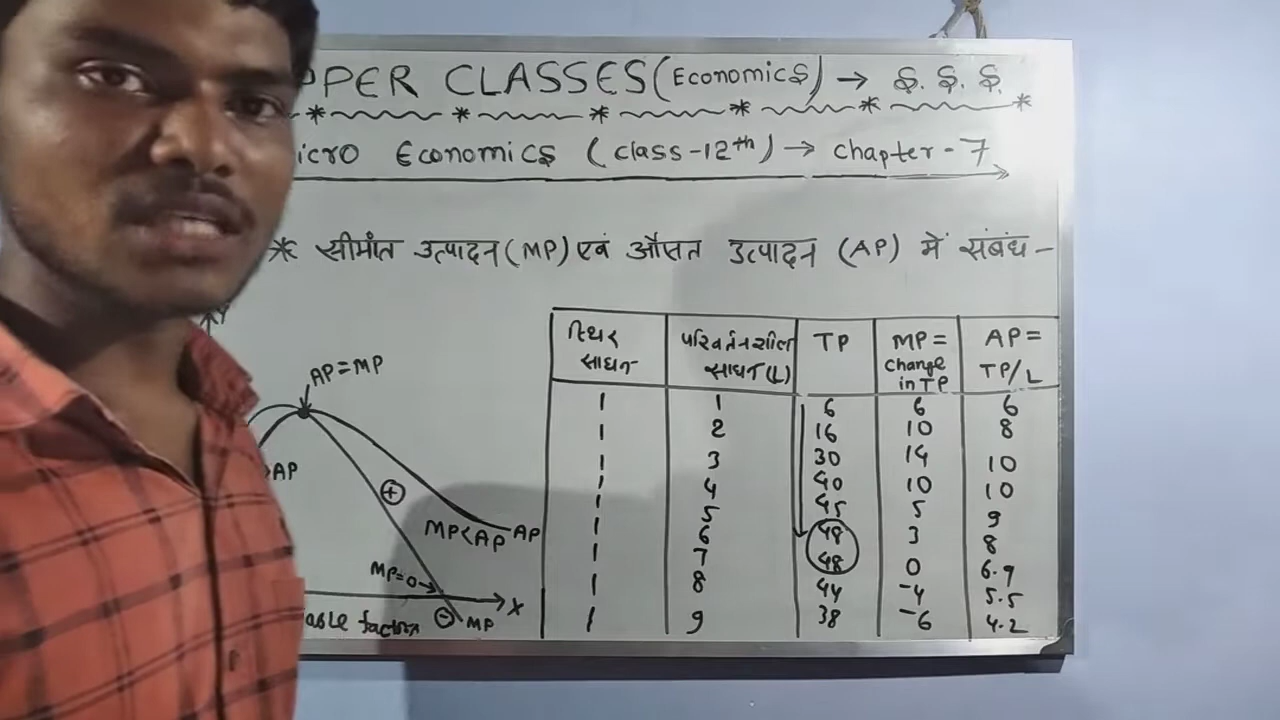 PPER CLASSES (Economics) → S. S. S.
icro Economics (class-12th) → chapter - 7
* सीमांत उत्पादन (MP) एवं औसत उत्पादन (AP) में संबंध -
Y
AP = MP
>AP
+
MP<AP AP
MP=0→
X
able factor
- MP
स्थिर साधन | परिवर्तनशील साधन (L) | TP | MP = change in TP | AP = TP/L
1 | 1 | 6 | 6 | 6
1 | 2 | 16 | 10 | 8
1 | 3 | 30 | 14 | 10
1 | 4 | 40 | 10 | 10
1 | 5 | 45 | 5 | 9
1 | 6 | 48 | 3 | 8
1 | 7 | 48 | 0 | 6.9
1 | 8 | 44 | -4 | 5.5
1 | 9 | 38 | -6 | 4.2